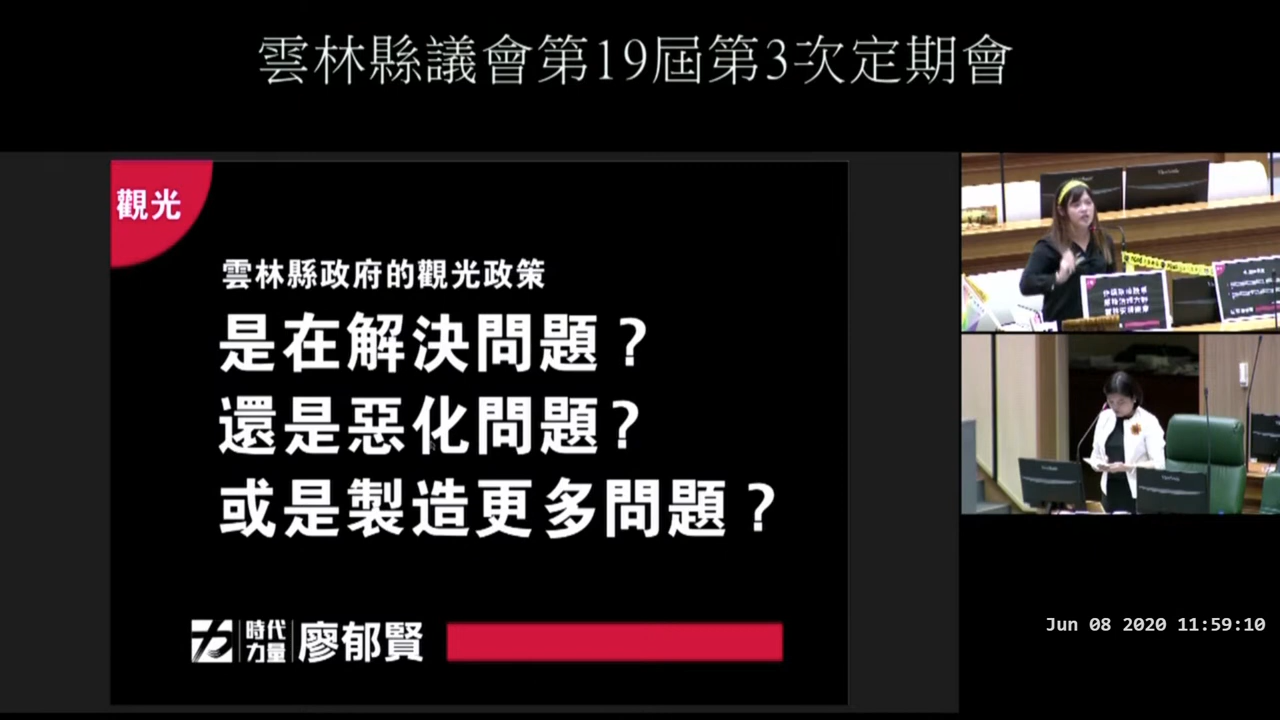 雲林縣議會第19屆第3次定期會
觀光
雲林縣政府的觀光政策
是在解決問題？
還是惡化問題？
或是製造更多問題？
時代力量
廖郁賢
Jun 08 2020 11:59:10